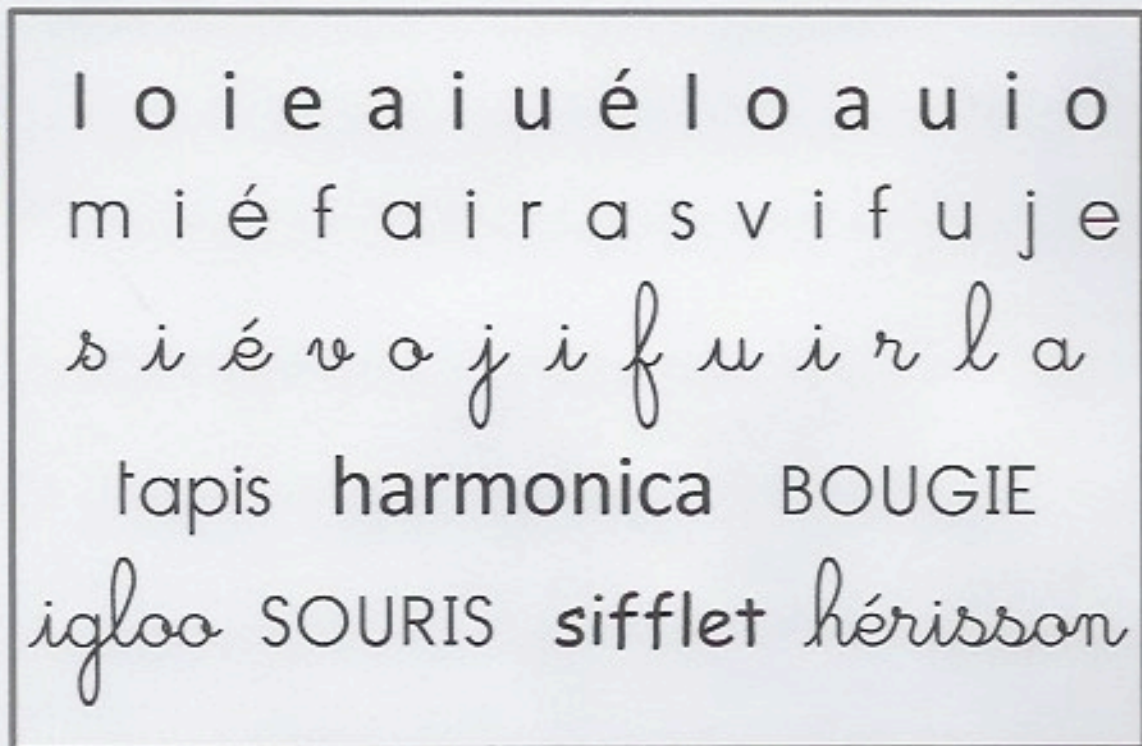 l o i e a i u é l o a u i o
m i é f a i r a s v i f u j e
s i é v o j i f u i r l a
tapis harmonica BOUGIE
igloo SOURIS sifflet hérisson